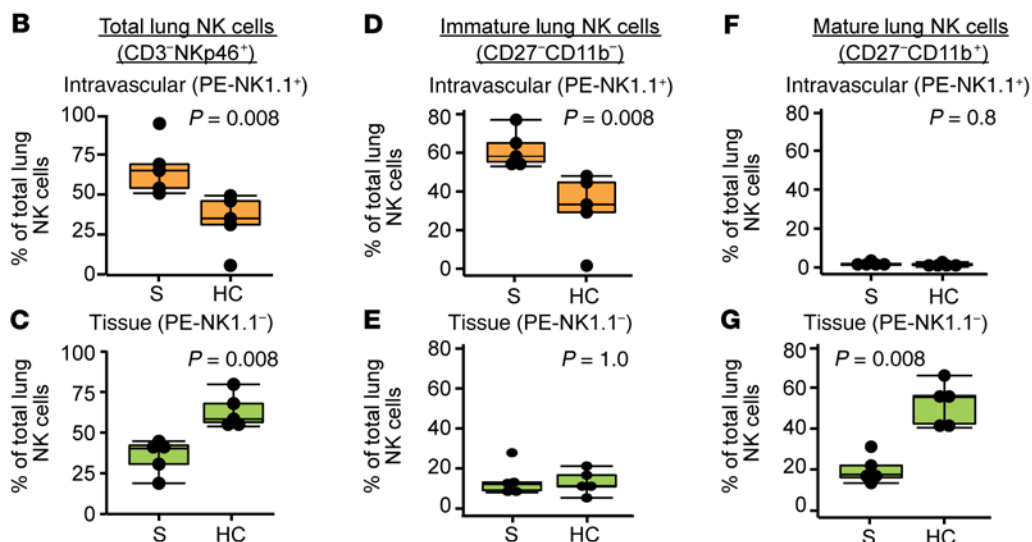 B
Total lung NK cells
(CD3⁻NKp46⁺)
Intravascular (PE-NK1.1⁺)
P = 0.008
% of total lung
NK cells
100
75
50
25
0
S HC
C
Tissue (PE-NK1.1⁻)
P = 0.008
% of total lung
NK cells
100
75
50
25
0
S HC
D
Immature lung NK cells
(CD27⁻CD11b⁻)
Intravascular (PE-NK1.1⁺)
P = 0.008
% of total lung
NK cells
80
60
40
20
0
S HC
E
Tissue (PE-NK1.1⁻)
P = 1.0
% of total lung
NK cells
80
60
40
20
0
S HC
F
Mature lung NK cells
(CD27⁻CD11b⁺)
Intravascular (PE-NK1.1⁺)
P = 0.8
% of total lung
NK cells
80
60
40
20
0
S HC
G
Tissue (PE-NK1.1⁻)
P = 0.008
% of total lung
NK cells
80
60
40
20
0
S HC